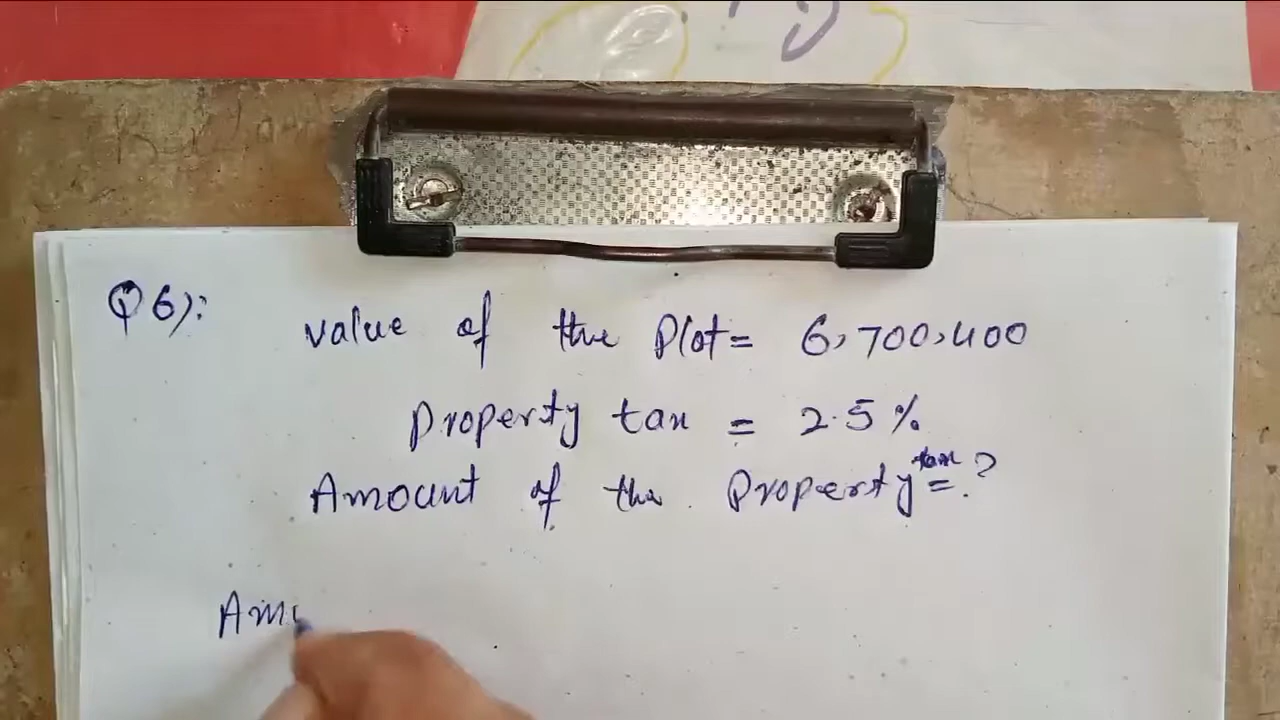 Q6):
value of the Plot = 6,700,400
Property tax = 2.5%
Amount of the Property tax = ?
Am